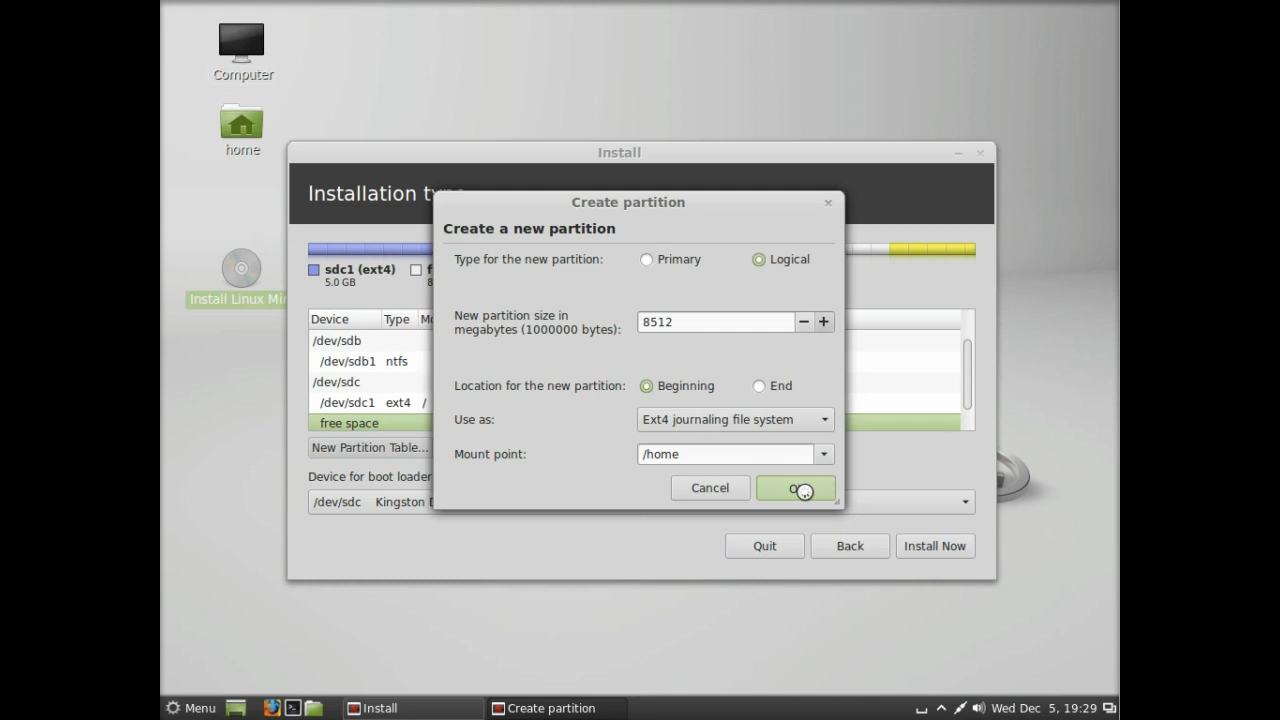 Computer
home
Install
Installation
Create partition
Create a new partition
Type for the new partition: Primary Logical
sdc1 (ext4)
5.0 GB
Install Linux
Device Type
New partition size in
megabytes (1000000 bytes): 8512
/dev/sdb
/dev/sdb1 ntfs
/dev/sdc
Location for the new partition: Beginning End
/dev/sdc1 ext4 /
free space
Use as: Ext4 journaling file system
New Partition Table...
Mount point: /home
Device for boot loader
Cancel
/dev/sdc Kingston
Quit Back Install Now
Menu Install Create partition Wed Dec 5, 19:29